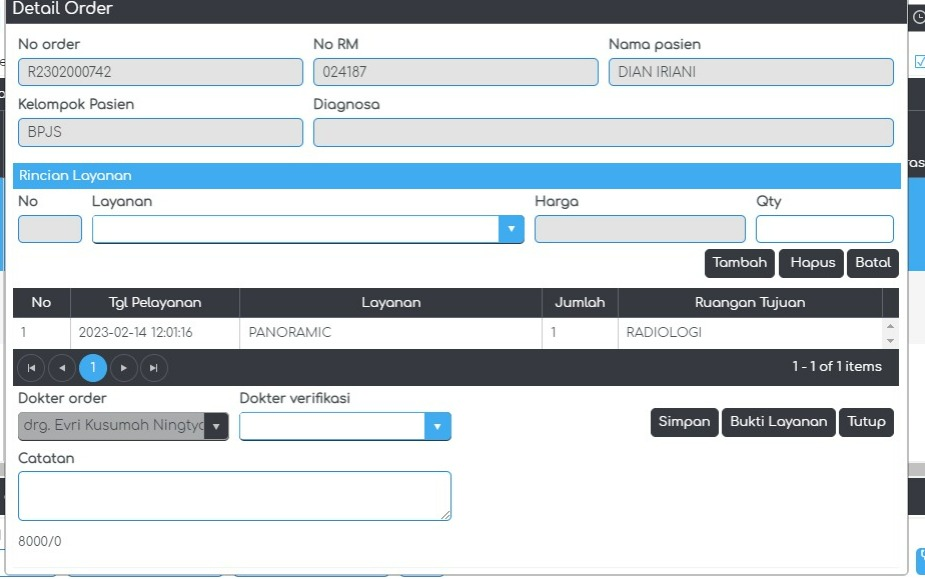 Detail Order
No order No RM Nama pasien
R2302000742 024187 DIAN IRIANI
Kelompok Pasien Diagnosa
BPJS
Rincian Layanan
No Layanan Harga Qty
Tambah Hapus Batal
No Tgl Pelayanan Layanan Jumlah Ruangan Tujuan
1 2023-02-14 12:01:16 PANORAMIC 1 RADIOLOGI
1 1 - 1 of 1 items
Dokter order Dokter verifikasi
drg. Evri Kusumah Simpan Bukti Layanan Tutup
Catatan
8000/0